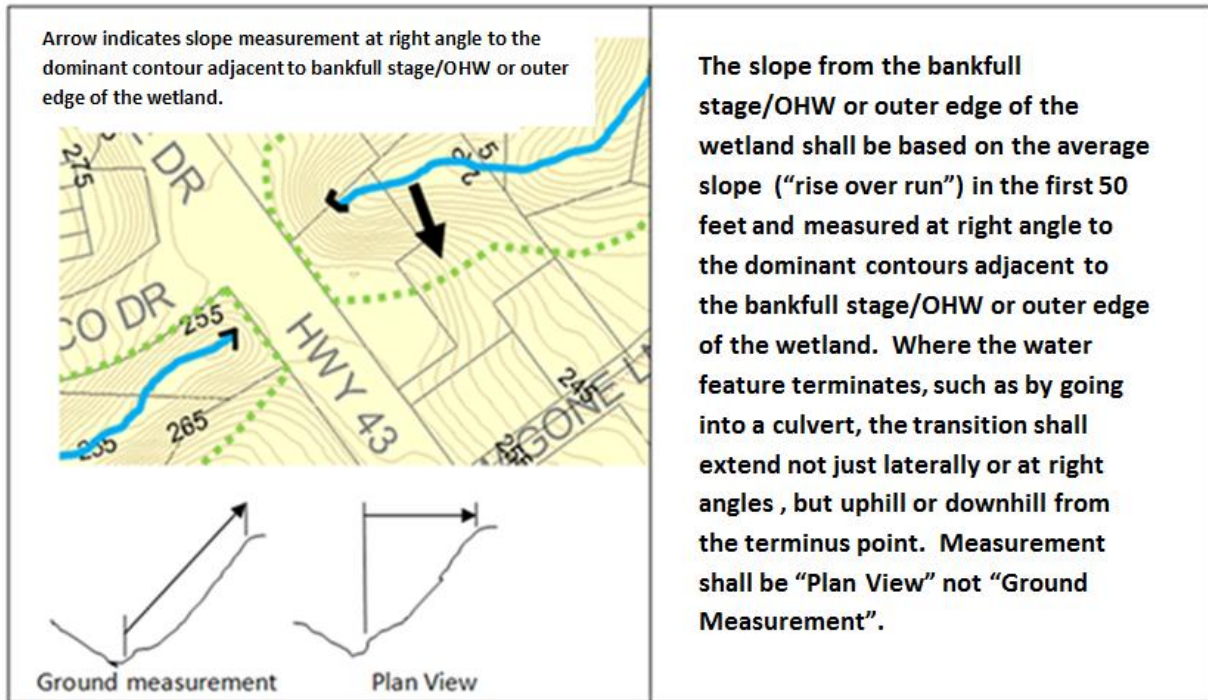 Arrow indicates slope measurement at right angle to the
dominant contour adjacent to bankfull stage/OHW or outer
edge of the wetland.
275
DR
CO DR
255
HWY 43
265
255
245
GONE L
Ground measurement
Plan View
The slope from the bankfull
stage/OHW or outer edge of the
wetland shall be based on the average
slope (“rise over run”) in the first 50
feet and measured at right angle to
the dominant contours adjacent to
the bankfull stage/OHW or outer edge
of the wetland. Where the water
feature terminates, such as by going
into a culvert, the transition shall
extend not just laterally or at right
angles , but uphill or downhill from
the terminus point. Measurement
shall be “Plan View” not “Ground
Measurement”.